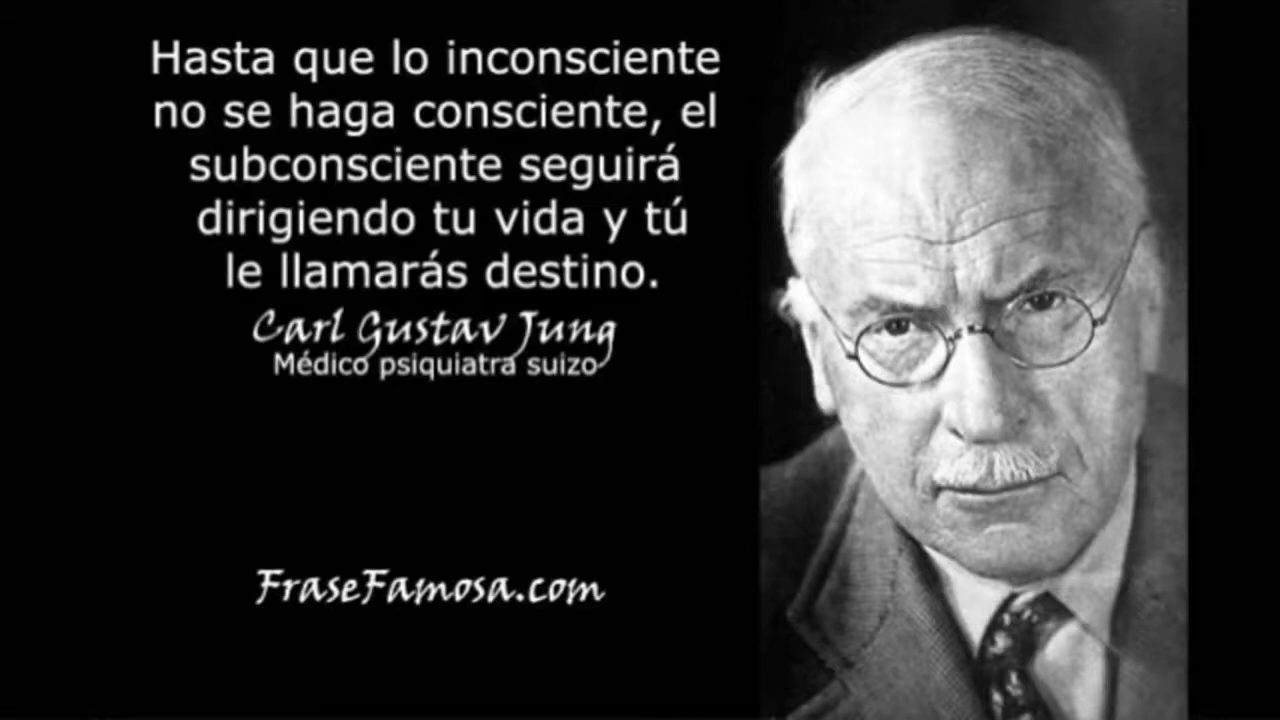 Hasta que lo inconsciente
no se haga consciente, el
subconsciente seguirá
dirigiendo tu vida y tú
le llamarás destino.
Carl Gustav Jung
Médico psiquiatra suizo
FraseFamosa.com